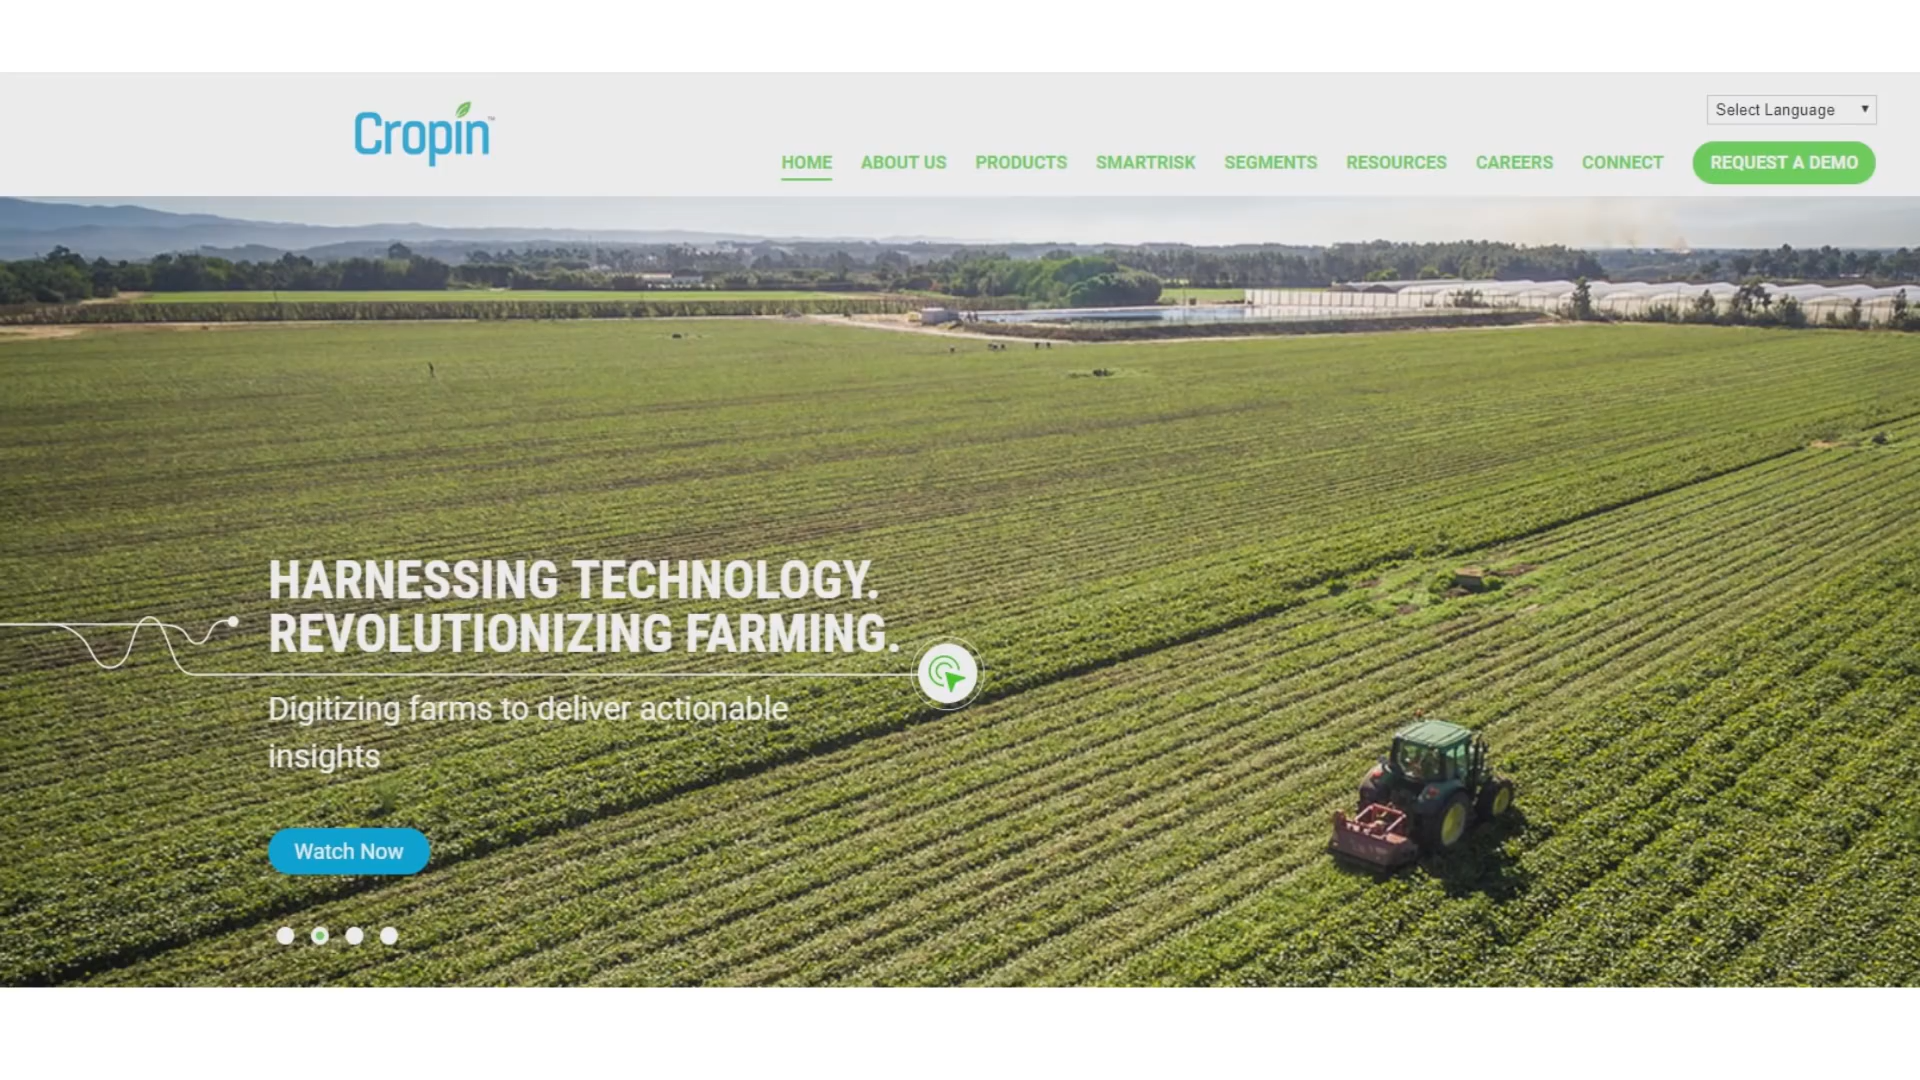 Select Language
Cropin™
HOME ABOUT US PRODUCTS SMARTRISK SEGMENTS RESOURCES CAREERS CONNECT REQUEST A DEMO
HARNESSING TECHNOLOGY.
REVOLUTIONIZING FARMING.
Digitizing farms to deliver actionable
insights
Watch Now